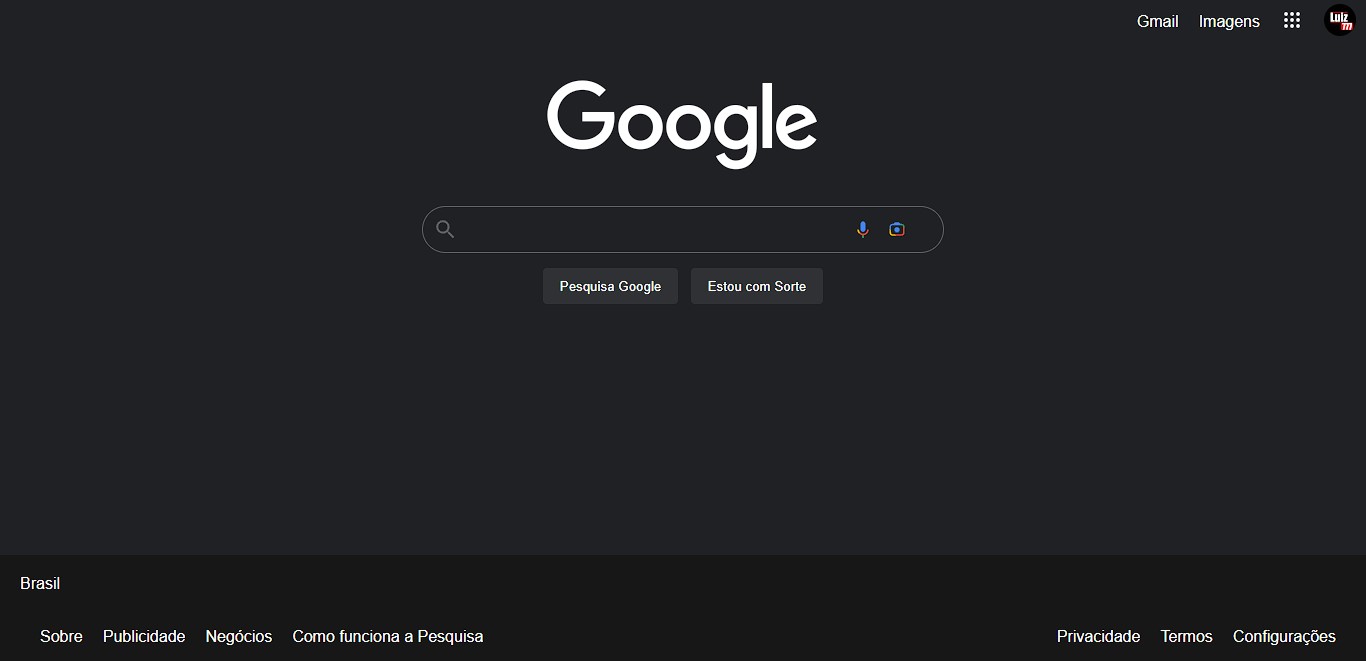 Gmail Imagens
Luiz
m
Google
Pesquisa Google Estou com Sorte
Brasil
Sobre Publicidade Negócios Como funciona a Pesquisa Privacidade Termos Configurações